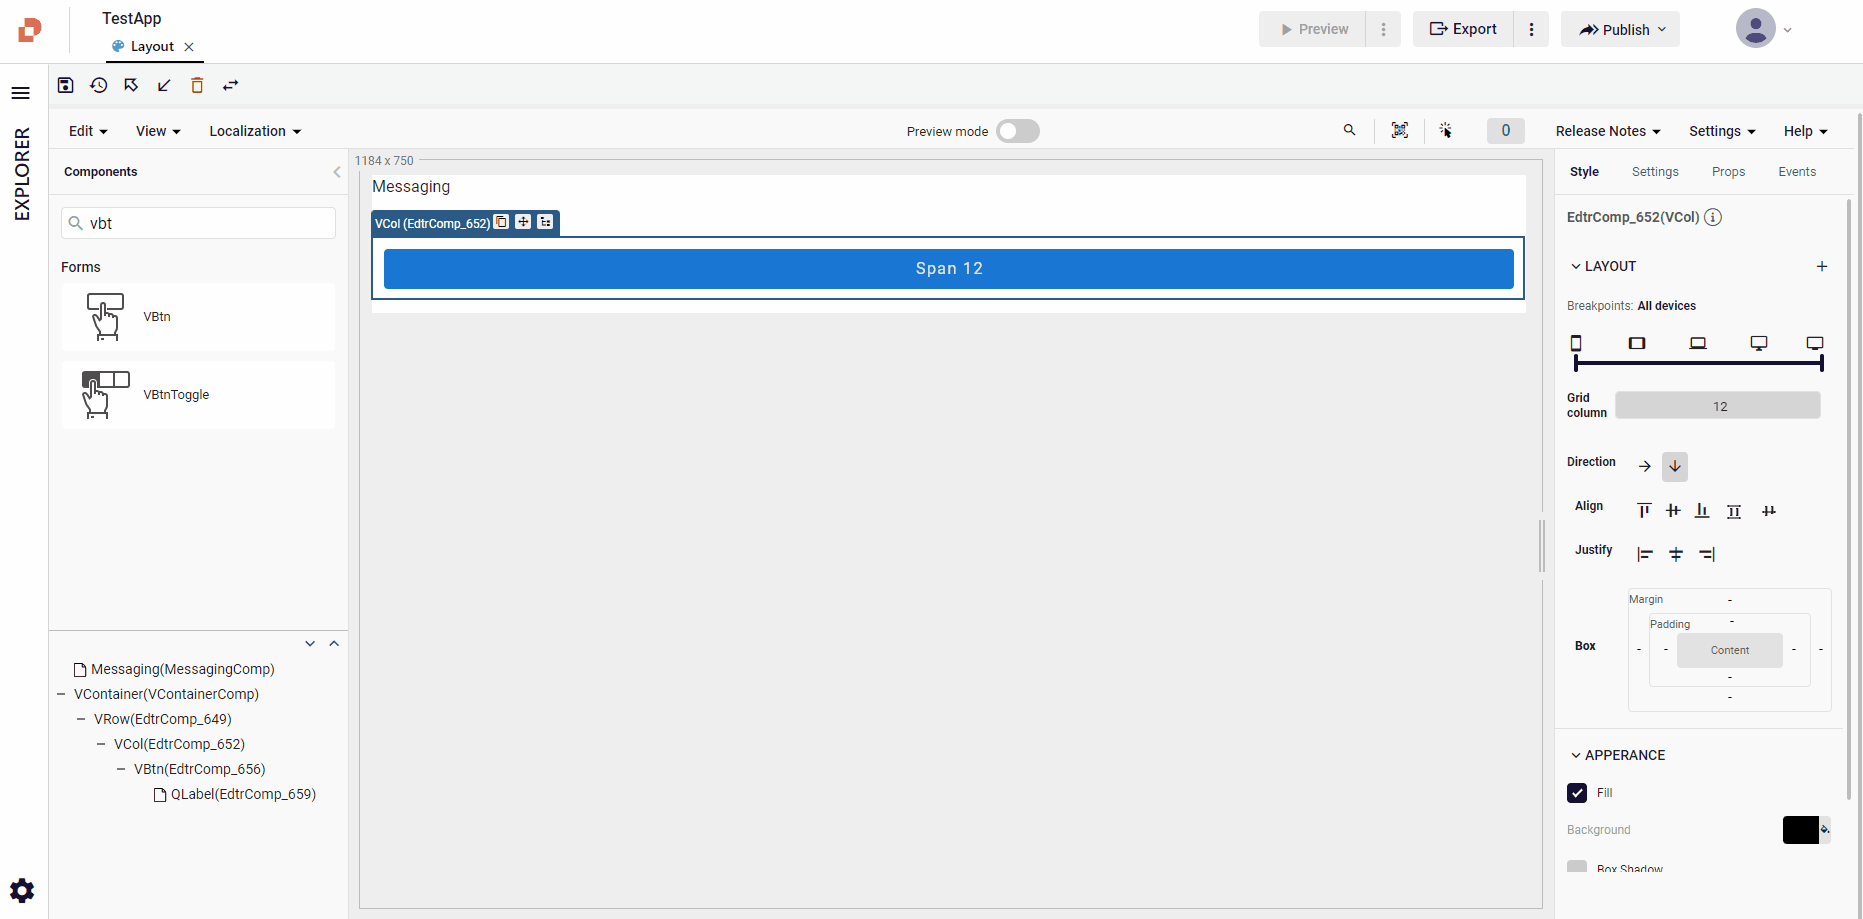 TestApp
Layout
Preview
Export
Publish
EXPLORER
Edit
View
Localization
Preview mode
0
Release Notes
Settings
Help
Components
vbt
Forms
VBtn
VBtnToggle
Messaging(MessagingComp)
VContainer(VContainerComp)
VRow(EdtrComp_649)
VCol(EdtrComp_652)
VBtn(EdtrComp_656)
QLabel(EdtrComp_659)
1184 x 750
Messaging
VCol (EdtrComp_652)
Span 12
Style
Settings
Props
Events
EdtrComp_652(VCol)
LAYOUT
Breakpoints: All devices
Grid
column
12
Direction
Align
Justify
Box
Margin
-
Padding
-
- - Content - -
-
-
APPERANCE
Fill
Background
Box Shadow